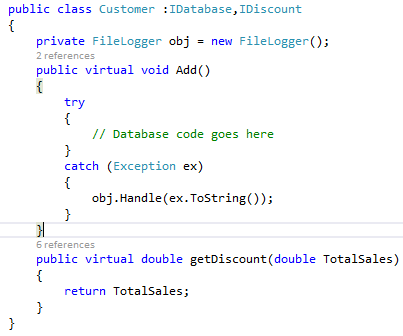 public class Customer :IDatabase,IDiscount
{
    private FileLogger obj = new FileLogger();
    2 references
    public virtual void Add()
    {
        try
        {
            // Database code goes here
        }
        catch (Exception ex)
        {
            obj.Handle(ex.ToString());
        }
    }
    6 references
    public virtual double getDiscount(double TotalSales)
    {
        return TotalSales;
    }
}